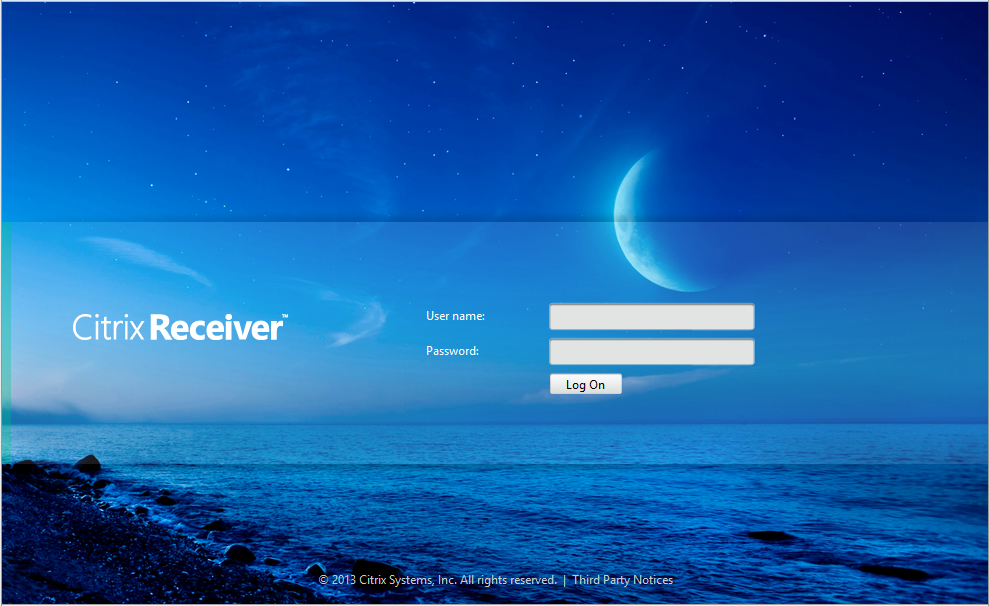 Citrix Receiver™
User name:
Password:
Log On
© 2013 Citrix Systems, Inc. All rights reserved. | Third Party Notices